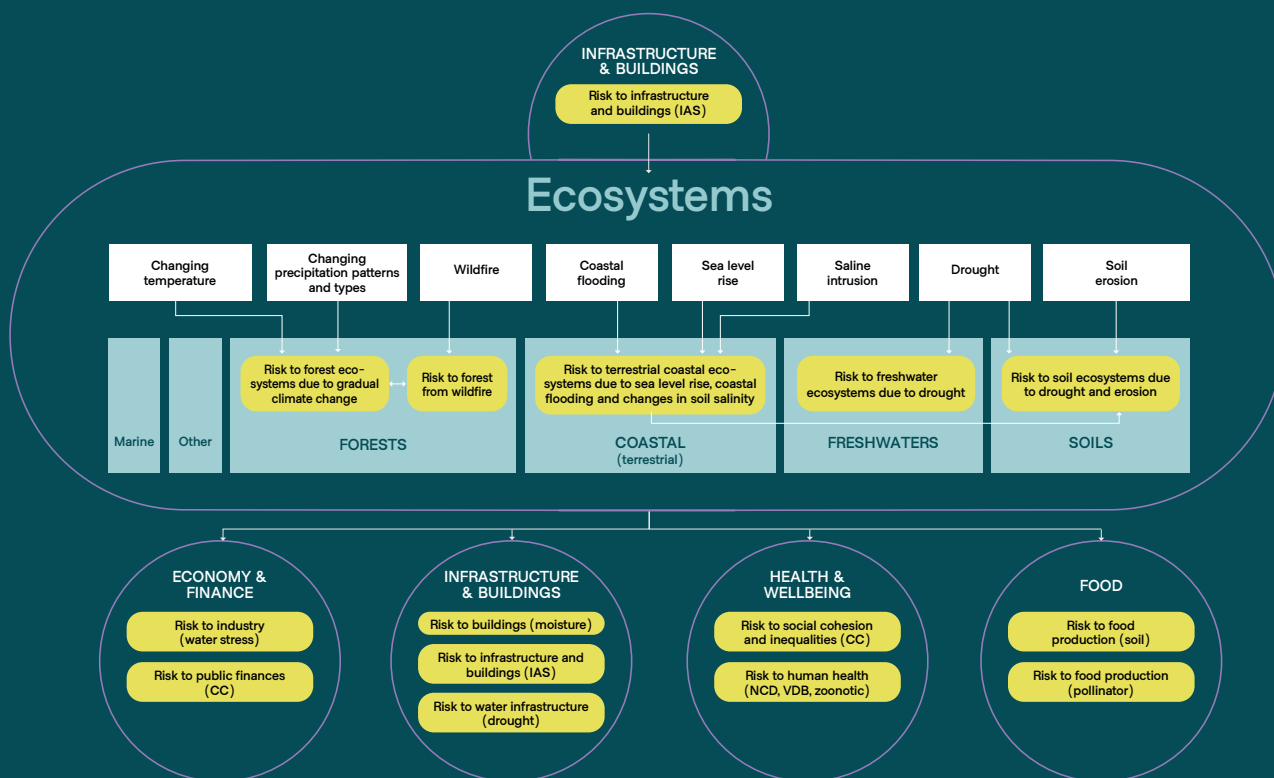 INFRASTRUCTURE
& BUILDINGS
Risk to infrastructure
and buildings (IAS)
Ecosystems
Changing
temperature
Changing
precipitation patterns
and types
Wildfire
Coastal
flooding
Sea level
rise
Saline
intrusion
Drought
Soil
erosion
Risk to forest eco-
systems due to gradual
climate change
Risk to forest
from wildfire
Risk to terrestrial coastal eco-
systems due to sea level rise, coastal
flooding and changes in soil salinity
Risk to freshwater
ecosystems due to drought
Risk to soil ecosystems due
to drought and erosion
Marine
Other
FORESTS
COASTAL
(terrestrial)
FRESHWATERS
SOILS
ECONOMY &
FINANCE
Risk to industry
(water stress)
Risk to public finances
(CC)
INFRASTRUCTURE
& BUILDINGS
Risk to buildings (moisture)
Risk to infrastructure and
buildings (IAS)
Risk to water infrastructure
(drought)
HEALTH &
WELLBEING
Risk to social cohesion
and inequalities (CC)
Risk to human health
(NCD, VDB, zoonotic)
FOOD
Risk to food
production (soil)
Risk to food production
(pollinator)